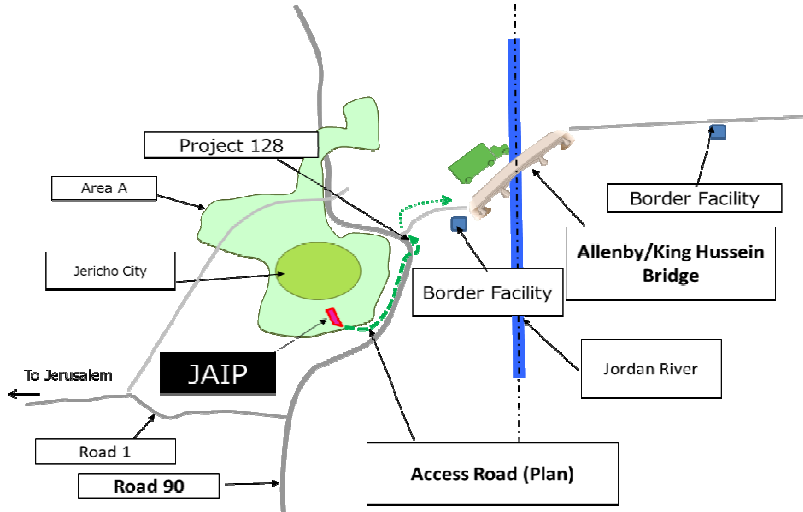 Project 128
Area A
Border Facility
Allenby/King Hussein
Bridge
Jericho City
Border Facility
JAIP
Jordan River
To Jerusalem
Road 1
Access Road (Plan)
Road 90